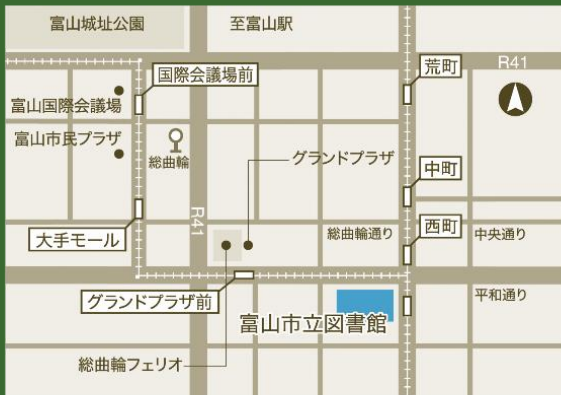 富山城址公園
至富山駅
荒町
R41
国際会議場前
富山国際会議場
富山市民プラザ
総曲輪
グランドプラザ
中町
R41
大手モール
総曲輪通り
西町
中央通り
グランドプラザ前
平和通り
富山市立図書館
総曲輪フェリオ